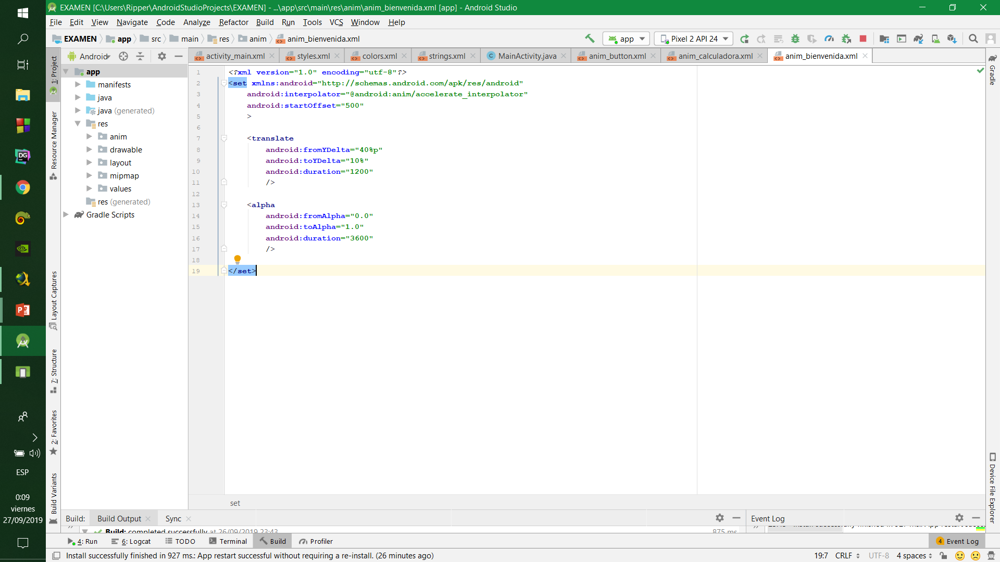 EXAMEN [C:\Users\Ripper\AndroidStudioProjects\EXAMEN] - ...\app\src\main\res\anim\anim_bienvenida.xml [app] - Android Studio
File Edit View Navigate Code Analyze Refactor Build Run Tools VCS Window Help
EXAMEN app src main res anim anim_bienvenida.xml app Pixel 2 API 24
Android activity_main.xml styles.xml colors.xml strings.xml MainActivity.java anim_button.xml anim_calculadora.xml anim_bienvenida.xml
1: Project
Resource Manager
Layout Captures
7: Structure
2: Favorites
Build Variants
app
manifests
java
java (generated)
res
anim
drawable
layout
mipmap
values
res (generated)
Gradle Scripts
1 <?xml version="1.0" encoding="utf-8"?>
2 <set xmlns:android="http://schemas.android.com/apk/res/android"
3 android:interpolator="@android:anim/accelerate_interpolator"
4 android:startOffset="500"
5 >
6
7 <translate
8 android:fromYDelta="40%p"
9 android:toYDelta="10%"
10 android:duration="1200"
11 />
12
13 <alpha
14 android:fromAlpha="0.0"
15 android:toAlpha="1.0"
16 android:duration="3600"
17 />
18
19 </set>
set
Gradle
Device File Explorer
Build: Build Output Sync
Event Log
Build: completed successfully at 26/09/2019 23:43 875 ms
4: Run 6: Logcat TODO Terminal Build Profiler 4 Event Log
Install successfully finished in 927 ms.: App restart successful without requiring a re-install. (26 minutes ago) 19:7 CRLF UTF-8 4 spaces
DG
ESP
0:09
viernes
27/09/2019